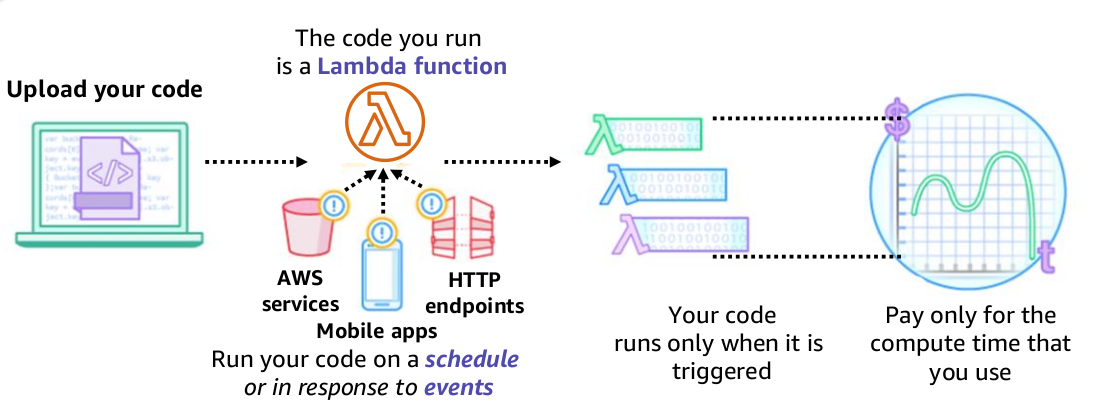 The code you run
is a Lambda function
Upload your code
AWS
services
HTTP
endpoints
Mobile apps
Run your code on a schedule
or in response to events
Your code
runs only when it is
triggered
$
t
Pay only for the
compute time that
you use